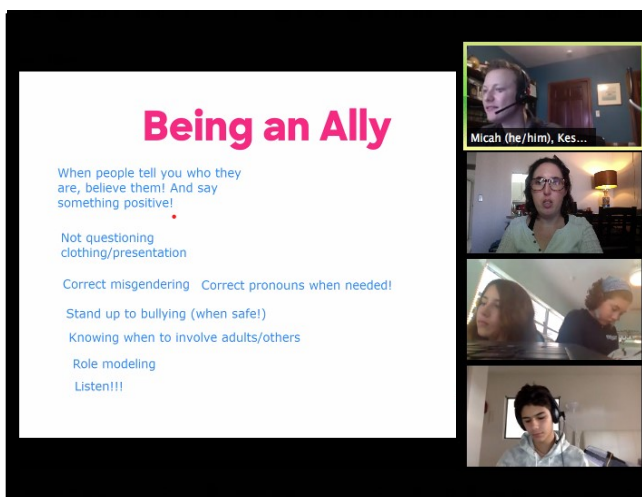 Being an Ally
When people tell you who they
are, believe them! And say
something positive!
Not questioning
clothing/presentation
Correct misgendering Correct pronouns when needed!
Stand up to bullying (when safe!)
Knowing when to involve adults/others
Role modeling
Listen!!!
Micah (he/him), Kes...